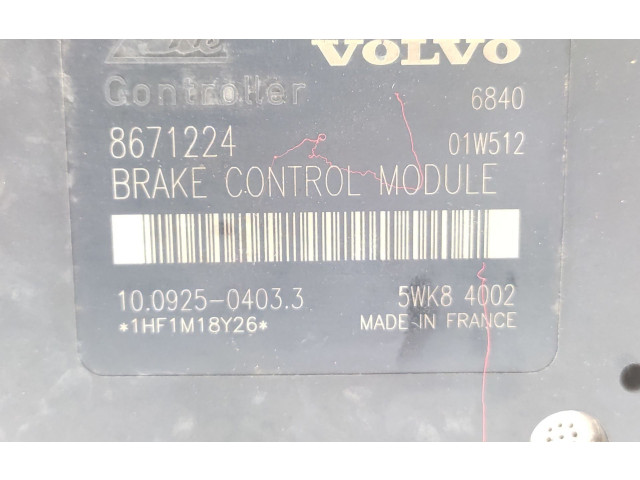 VOLVO
Controller 6840
8671224 01W512
BRAKE CONTROL MODULE
10.0925-0403.3 5WK8 4002
*1HF1M18Y26* MADE IN FRANCE